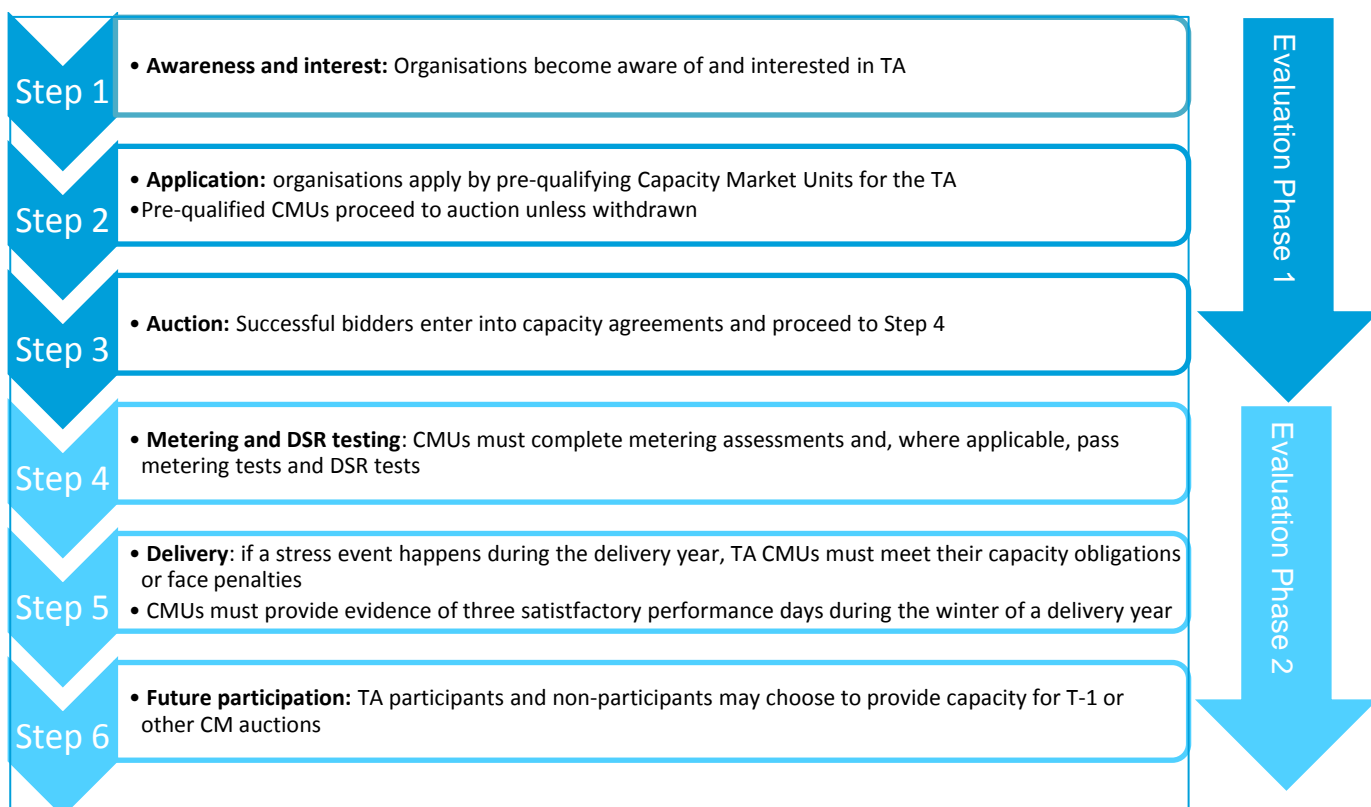 Step 1
• Awareness and interest: Organisations become aware of and interested in TA
Step 2
• Application: organisations apply by pre-qualifying Capacity Market Units for the TA
•Pre-qualified CMUs proceed to auction unless withdrawn
Step 3
• Auction: Successful bidders enter into capacity agreements and proceed to Step 4
Evaluation Phase 1
Step 4
• Metering and DSR testing: CMUs must complete metering assessments and, where applicable, pass
metering tests and DSR tests
Step 5
• Delivery: if a stress event happens during the delivery year, TA CMUs must meet their capacity obligations
or face penalties
• CMUs must provide evidence of three satistfactory performance days during the winter of a delivery year
Step 6
• Future participation: TA participants and non-participants may choose to provide capacity for T-1 or
other CM auctions
Evaluation Phase 2